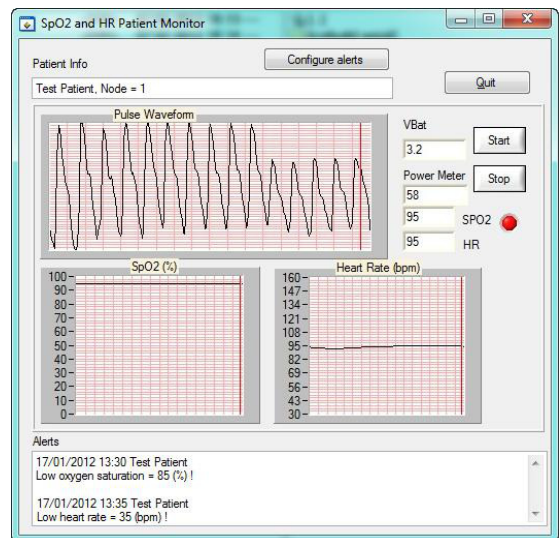 SpO2 and HR Patient Monitor
Patient Info
Configure alerts
Test Patient, Node = 1
Quit
Pulse Waveform
VBat
3.2
Start
Power Meter
Stop
58
95 SPO2
95 HR
SpO2 (%)
100
90
80
70
60
50
40
30
20
10
0
Heart Rate (bpm)
160
147
134
121
108
95
82
69
56
43
30
Alerts
17/01/2012 13:30 Test Patient
Low oxygen saturation = 85 (%) !
17/01/2012 13:35 Test Patient
Low heart rate = 35 (bpm) !